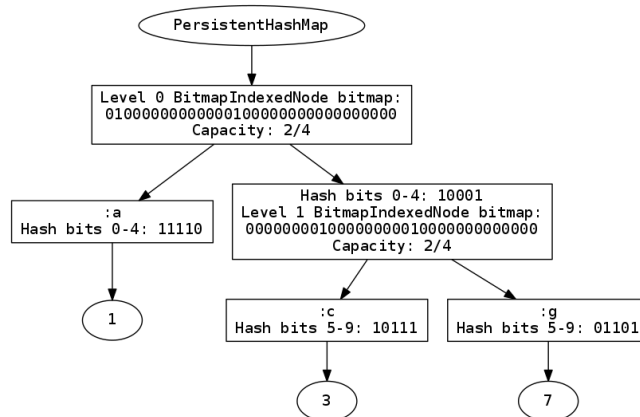 PersistentHashMap
Level 0 BitmapIndexedNode bitmap:
01000000000000100000000000000000
Capacity: 2/4
:a
Hash bits 0-4: 11110
Hash bits 0-4: 10001
Level 1 BitmapIndexedNode bitmap:
00000000100000000010000000000000
Capacity: 2/4
1
:c
Hash bits 5-9: 10111
:g
Hash bits 5-9: 01101
3
7